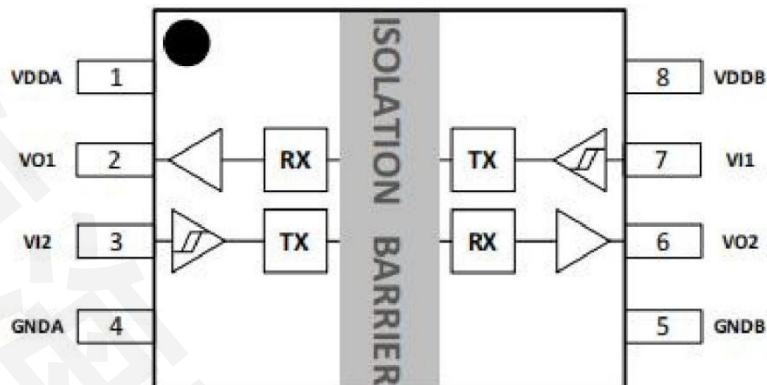 VDDA 1 8 VDDB
VO1 2 RX TX 7 VI1
VI2 3 TX RX 6 VO2
GNDA 4 5 GNDB
ISOLATION BARRIER